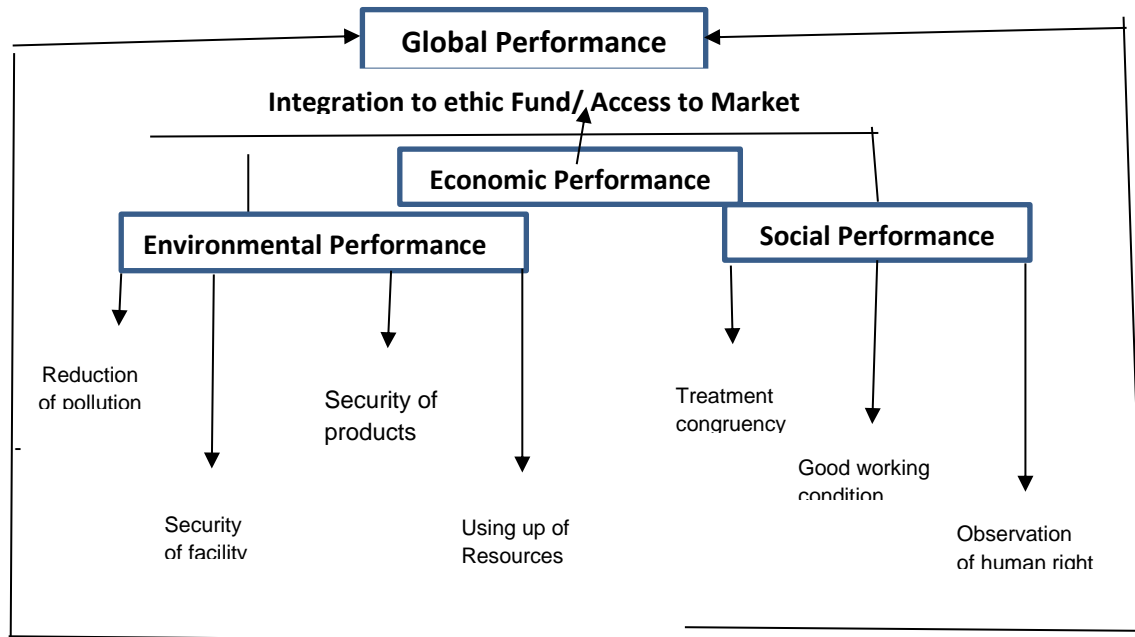 Global Performance
Integration to ethic Fund/ Access to Market
Economic Performance
Environmental Performance
Social Performance
Reduction
of pollution
Security of
products
Treatment
congruency
Good working
condition
Security
of facility
Using up of
Resources
Observation
of human right